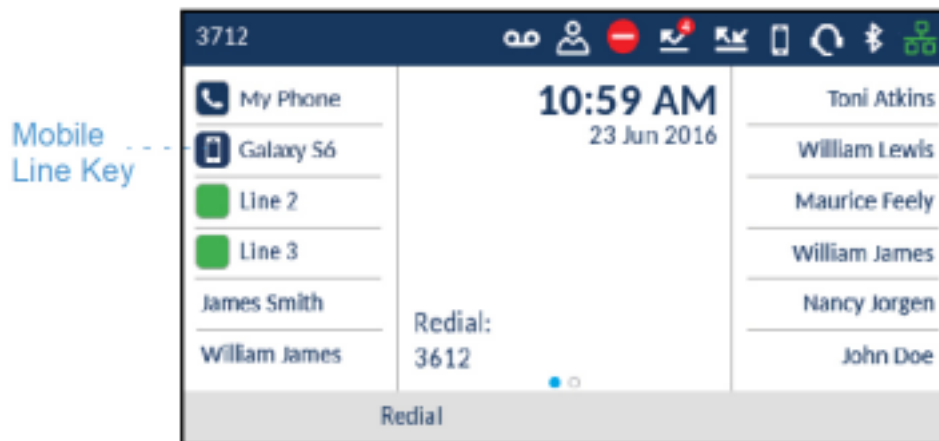 3712
4
Mobile
Line Key
My Phone
Galaxy S6
Line 2
Line 3
James Smith
William James
10:59 AM
23 Jun 2016
Redial:
3612
Toni Atkins
William Lewis
Maurice Feely
William James
Nancy Jorgen
John Doe
Redial